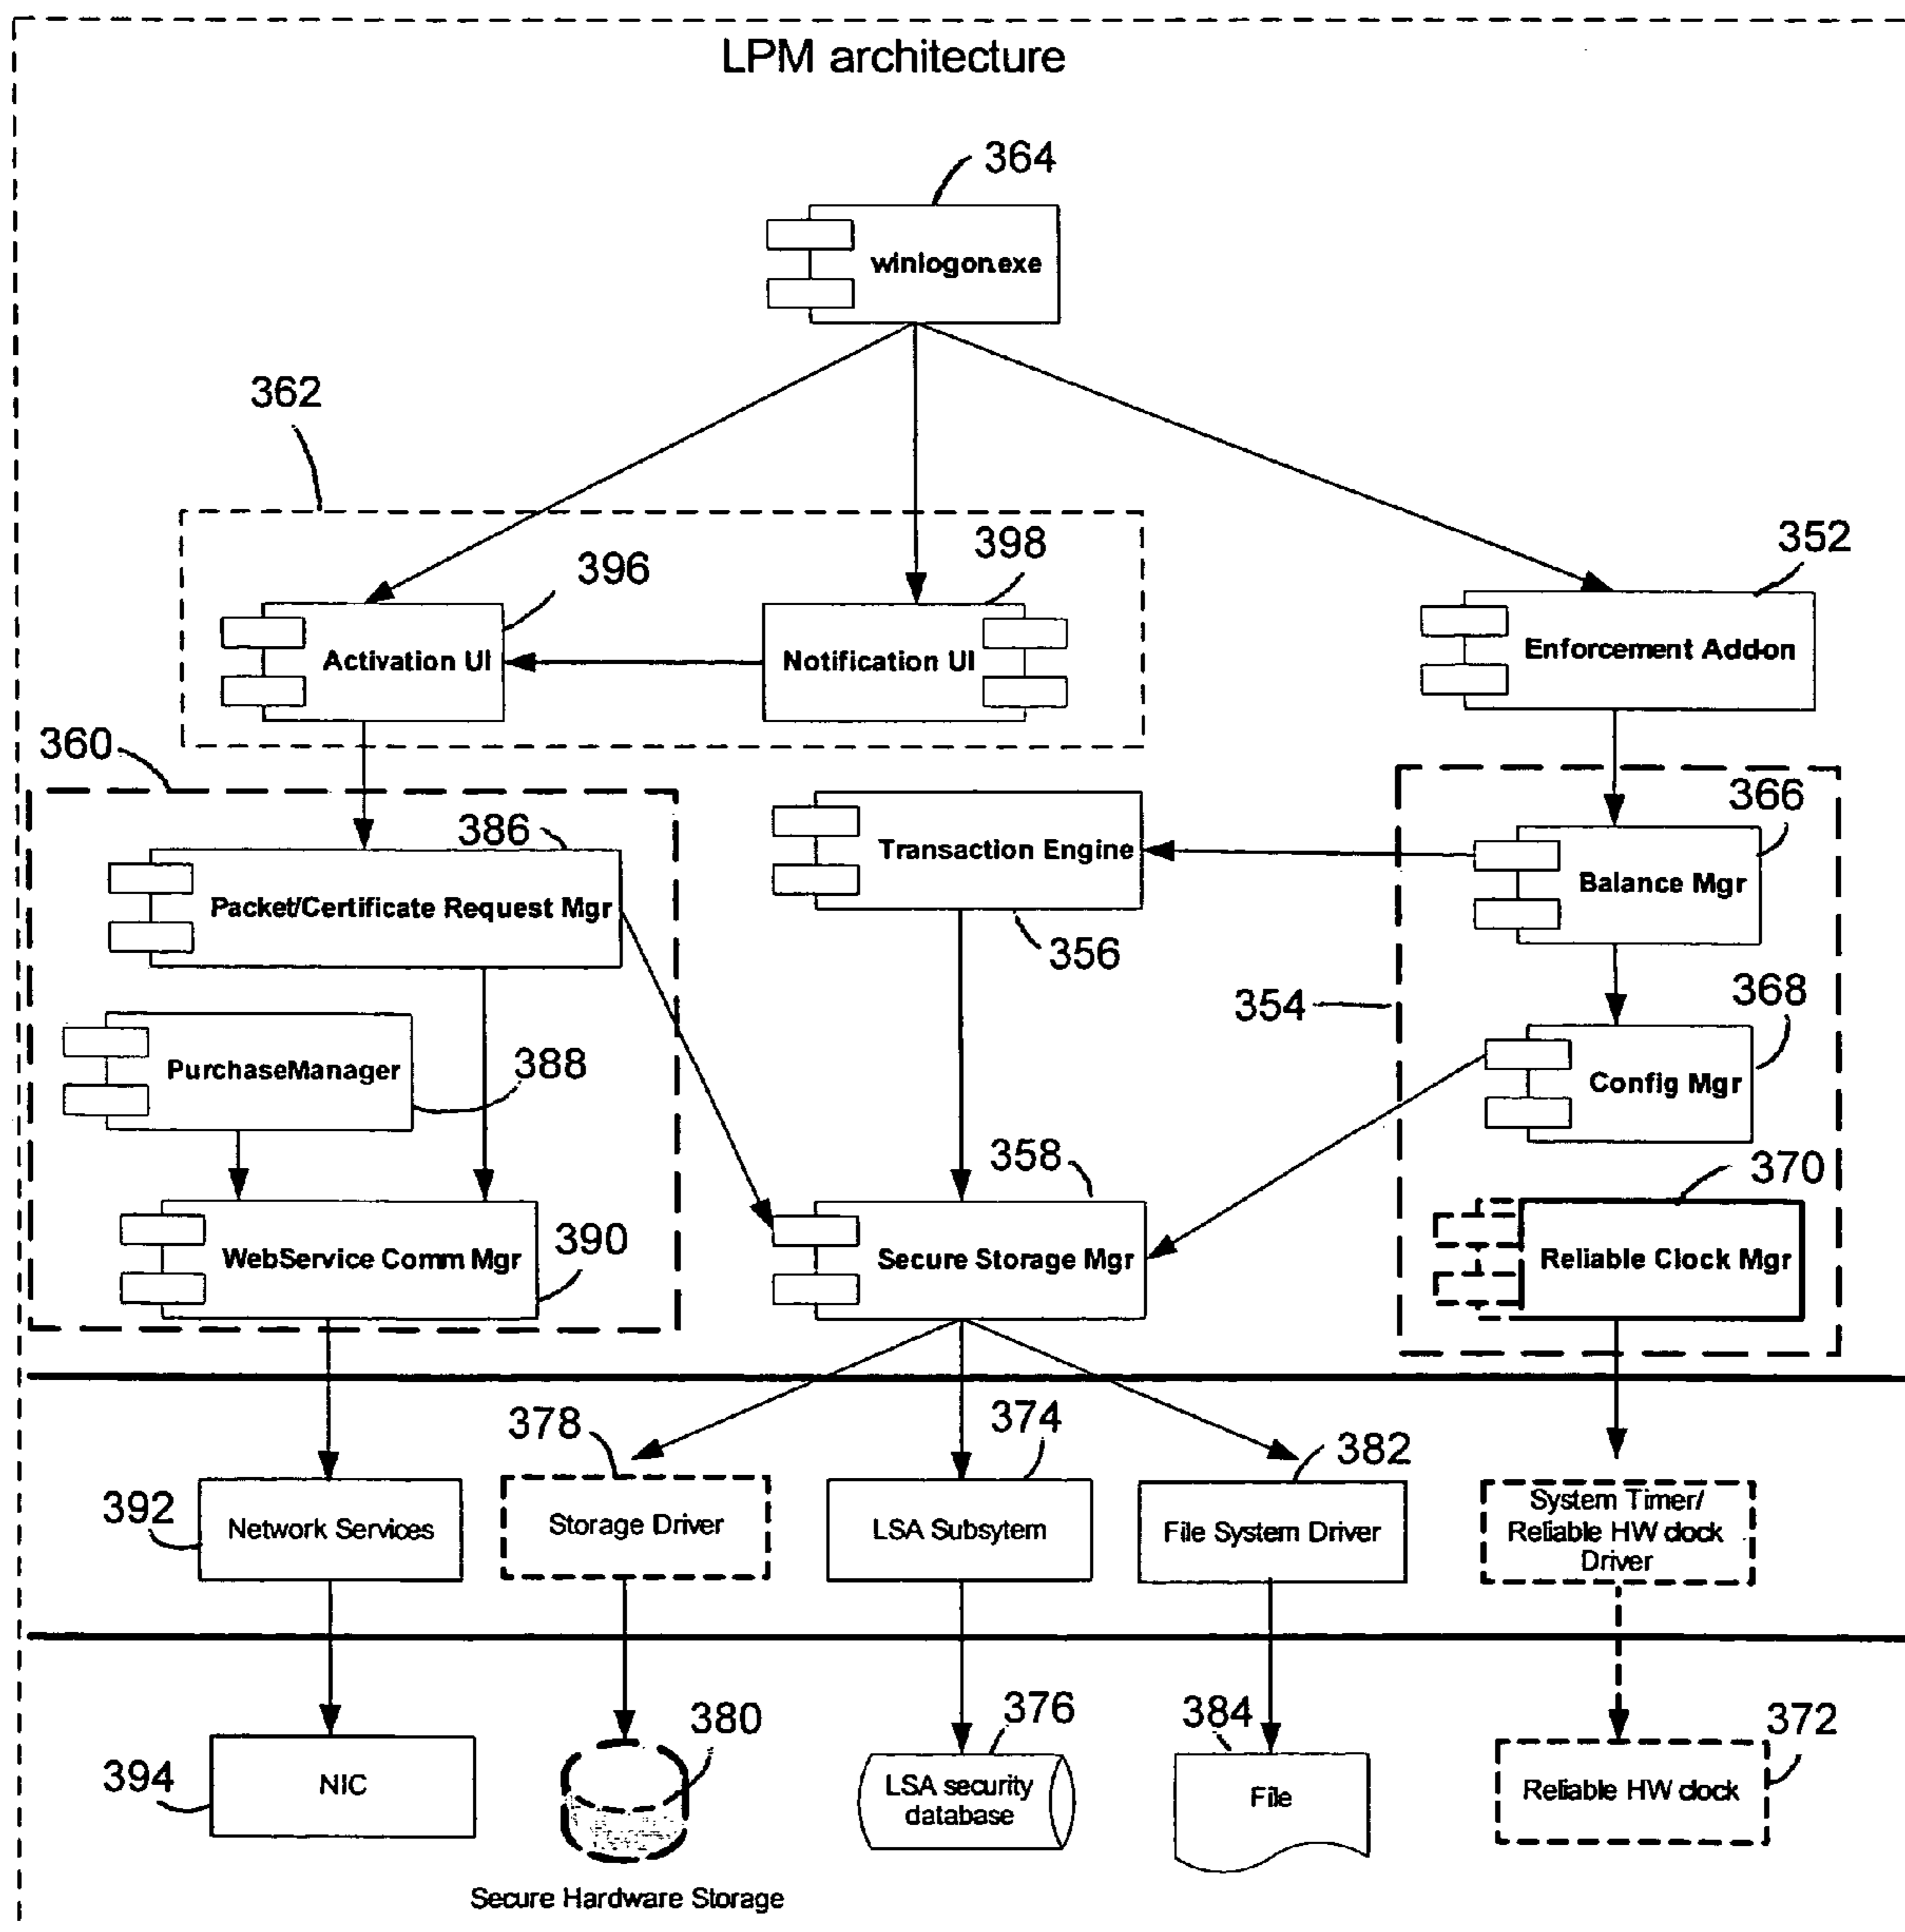 LPM architecture
364
winlogon.exe
362
398
352
396
Activation UI
Notification UI
Enforcement Add-on
360
366
386
Transaction Engine
Balance Mgr
Packet/Certificate Request Mgr
356
354
368
388
PurchaseManager
Config Mgr
358
370
390
WebService Comm Mgr
Secure Storage Mgr
Reliable Clock Mgr
378
374
382
392
Network Services
Storage Driver
LSA Subsytem
File System Driver
System Timer/
Reliable HW clock
Driver
380
376
384
372
394
NIC
LSA security
database
File
Reliable HW clock
Secure Hardware Storage